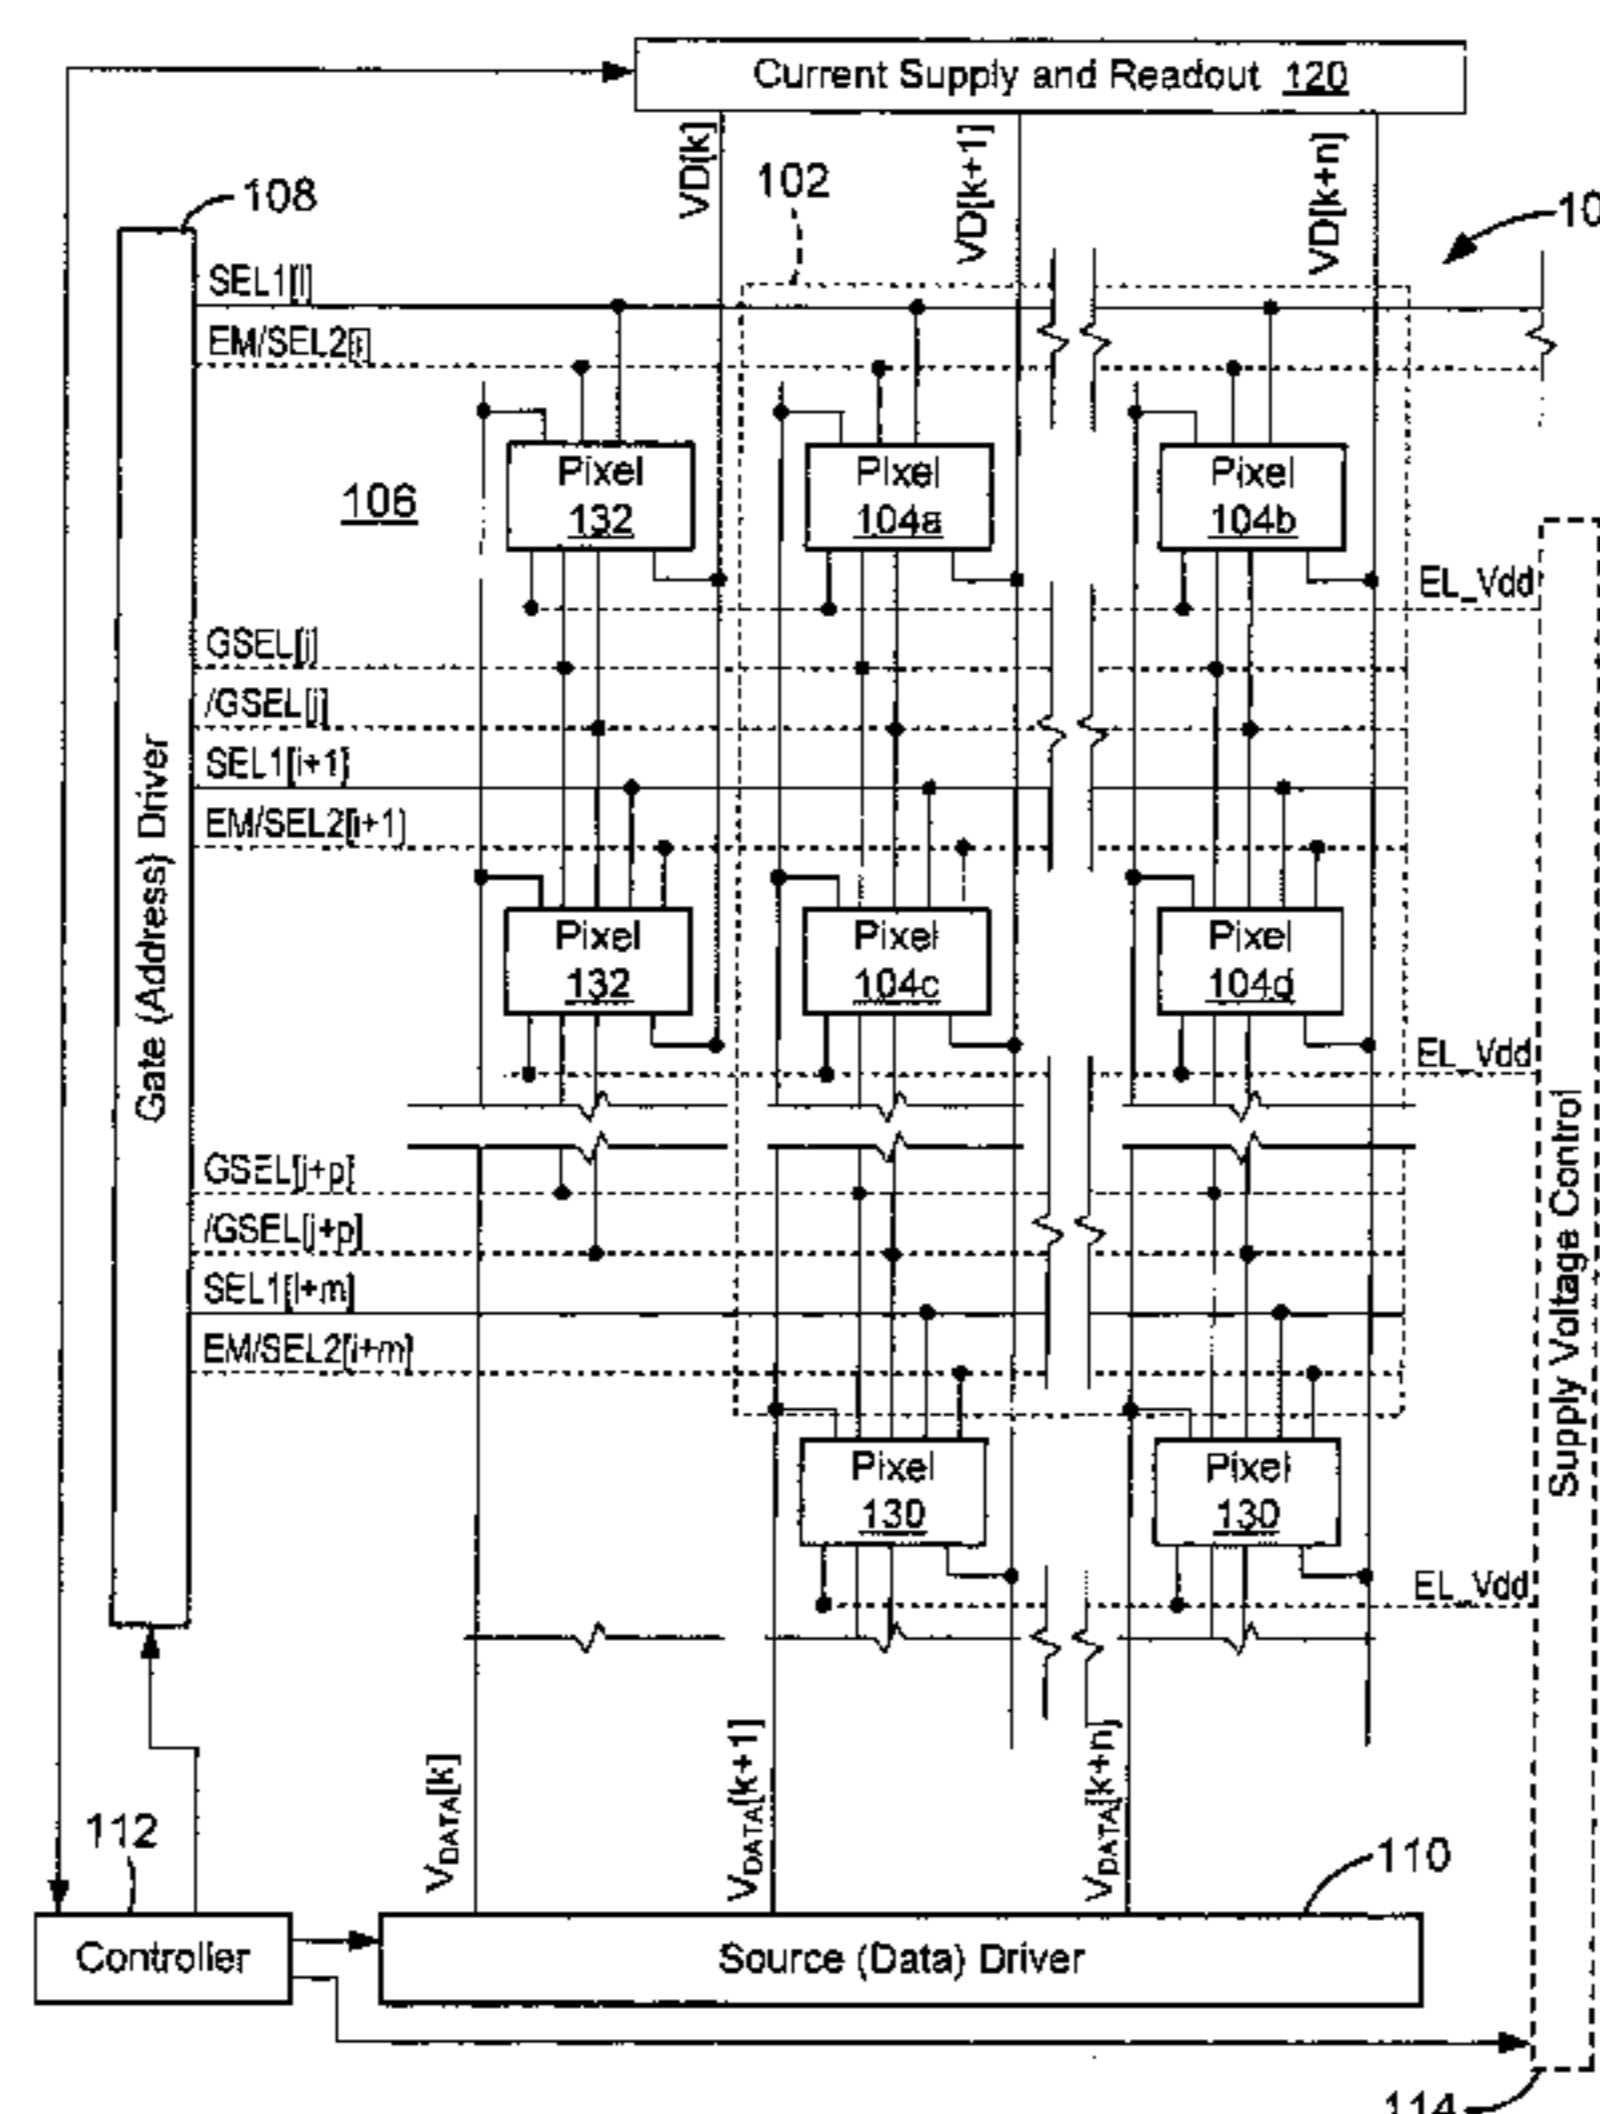 Current Supply and Readout 120
VD[k]
VD[k+1]
VD[k+n]
102
108
10
SEL1[i]
EM/SEL2[i]
Pixel
132
Pixel
104a
Pixel
104b
106
EL_Vdd
GSEL[j]
/GSEL[j]
SEL1[i+1]
EM/SEL2[i+1]
Gate (Address) Driver
Pixel
132
Pixel
104c
Pixel
104d
EL_Vdd
Supply Voltage Control
GSEL[j+p]
/GSEL[j+p]
SEL1[i+m]
EM/SEL2[i+m]
Pixel
130
Pixel
130
EL_Vdd
VDATA[k]
VDATA[k+1]
VDATA[k+n]
112
110
Controller
Source (Data) Driver
114